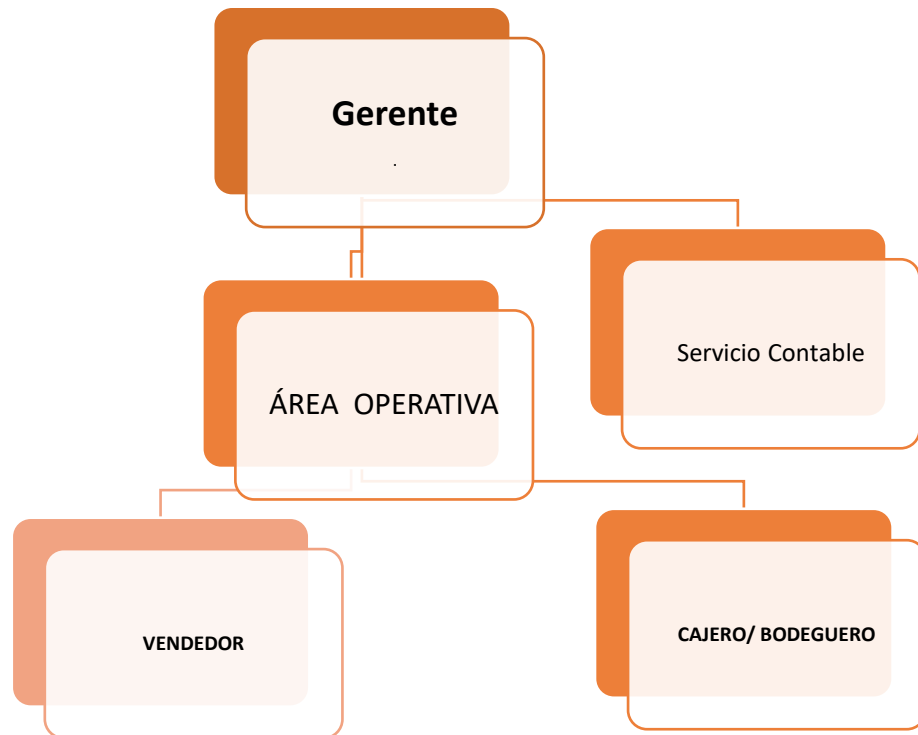 Gerente
.
Servicio Contable
ÁREA  OPERATIVA
VENDEDOR
CAJERO/ BODEGUERO